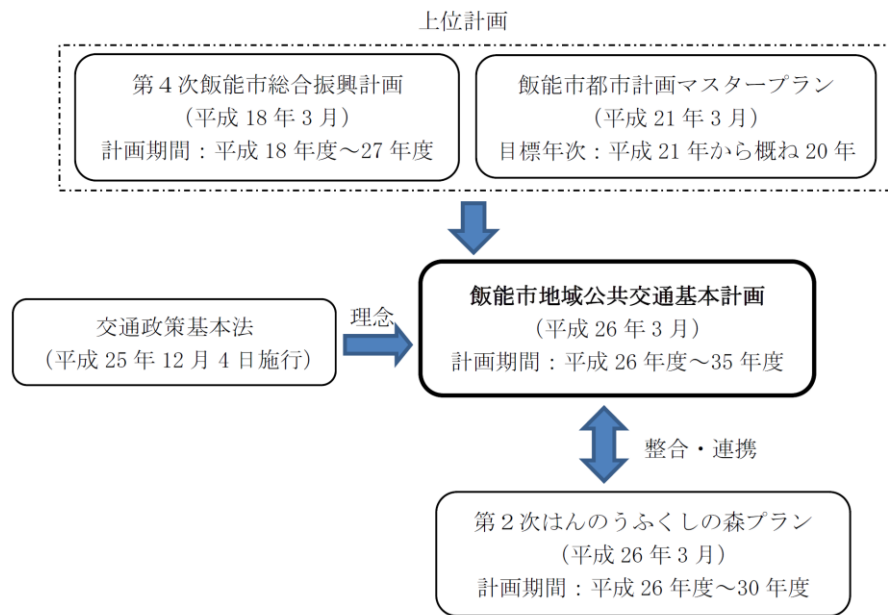 上位計画
第４次飯能市総合振興計画
（平成 18 年 3 月）
計画期間：平成 18 年度～27 年度
飯能市都市計画マスタープラン
（平成 21 年 3 月）
目標年次：平成 21 年から概ね 20 年
飯能市地域公共交通基本計画
（平成 26 年 3 月）
計画期間：平成 26 年度～35 年度
交通政策基本法
（平成 25 年 12 月 4 日施行）
理念
整合・連携
第２次はんのうふくしの森プラン
（平成 26 年 3 月）
計画期間：平成 26 年度～30 年度